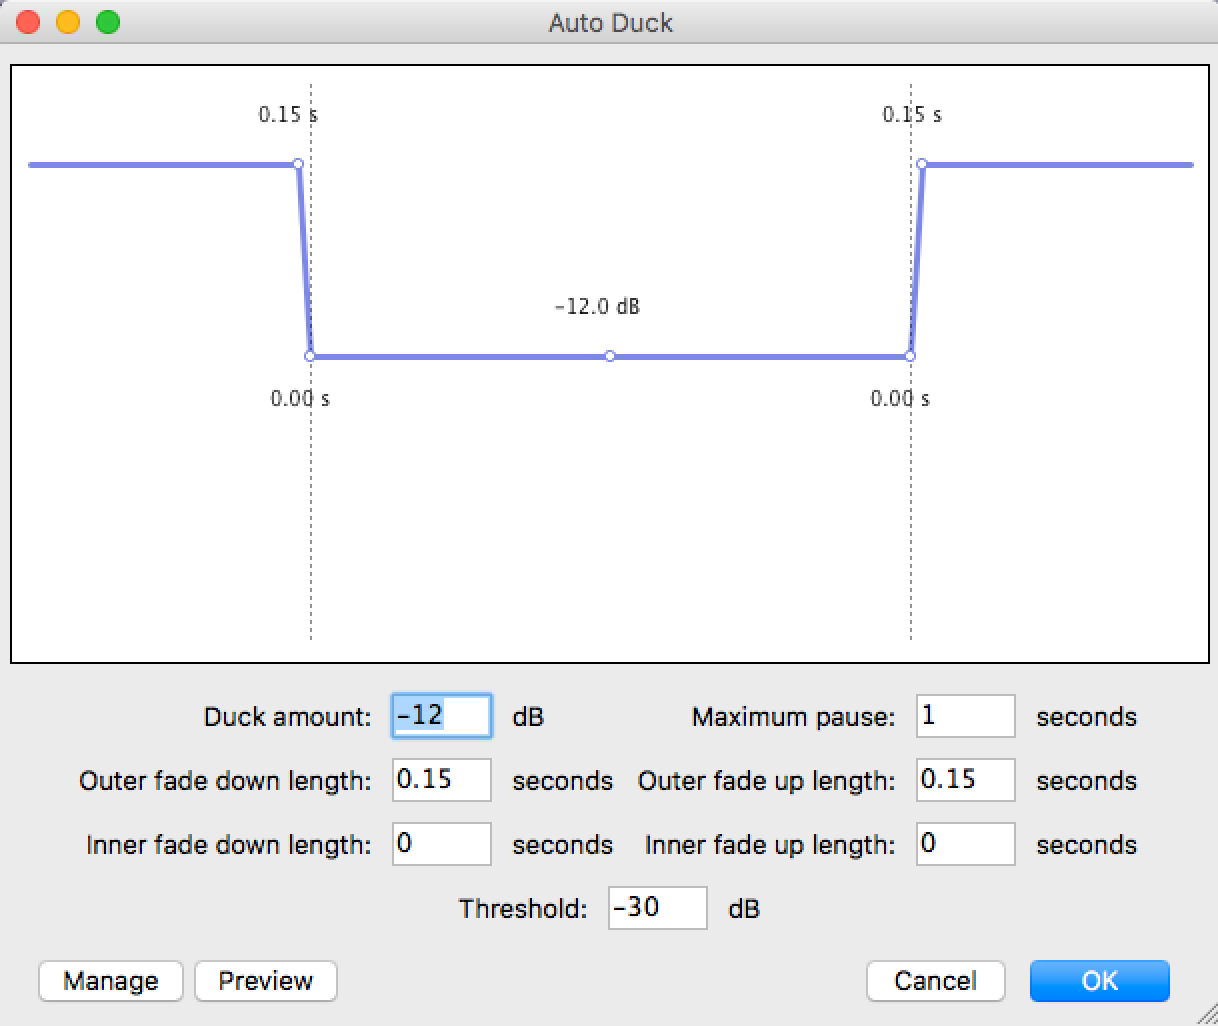 Auto Duck
0.15 s 0.15 s
-12.0 dB
0.00 s 0.00 s
Duck amount: -12 dB Maximum pause: 1 seconds
Outer fade down length: 0.15 seconds Outer fade up length: 0.15 seconds
Inner fade down length: 0 seconds Inner fade up length: 0 seconds
Threshold: -30 dB
Manage Preview Cancel OK